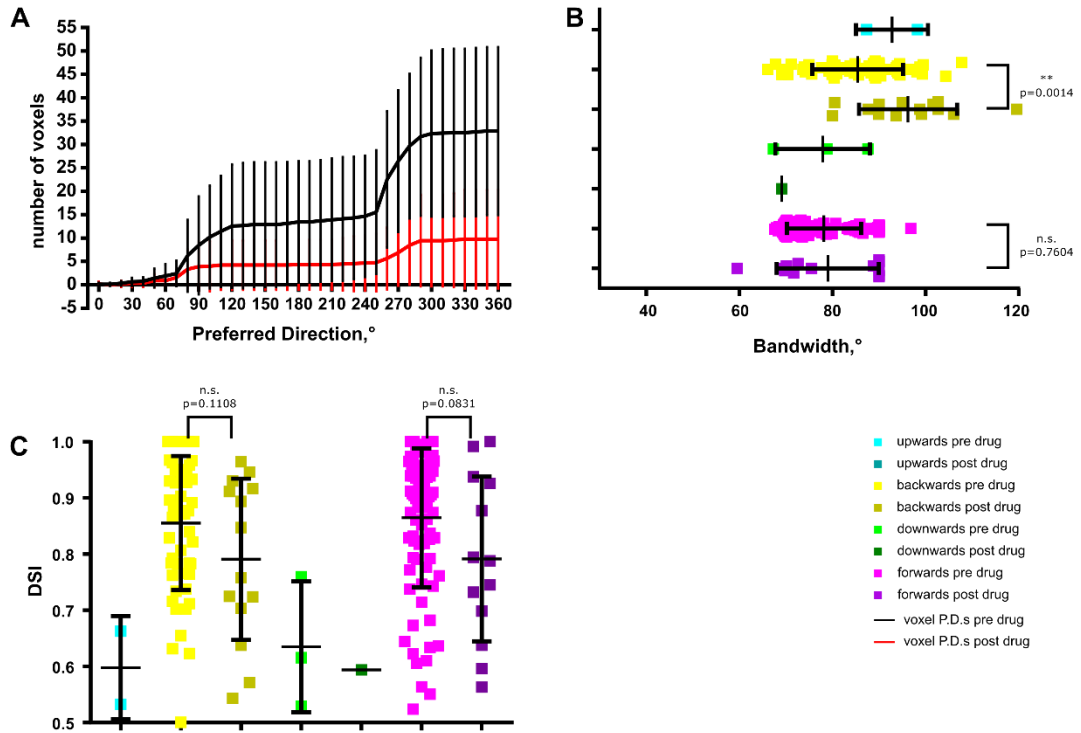 A
number of voxels
55
50
45
40
35
30
25
20
15
10
5
0
-5
0 30 60 90 120 150 180 210 240 270 300 330 360
Preferred Direction,°
B
**
p=0.0014
n.s.
p=0.7604
40 60 80 100 120
Bandwidth,°
C
n.s.
p=0.1108
n.s.
p=0.0831
DSI
1.0
0.9
0.8
0.7
0.6
0.5
upwards pre drug
upwards post drug
backwards pre drug
backwards post drug
downwards pre drug
downwards post drug
forwards pre drug
forwards post drug
voxel P.D.s pre drug
voxel P.D.s post drug